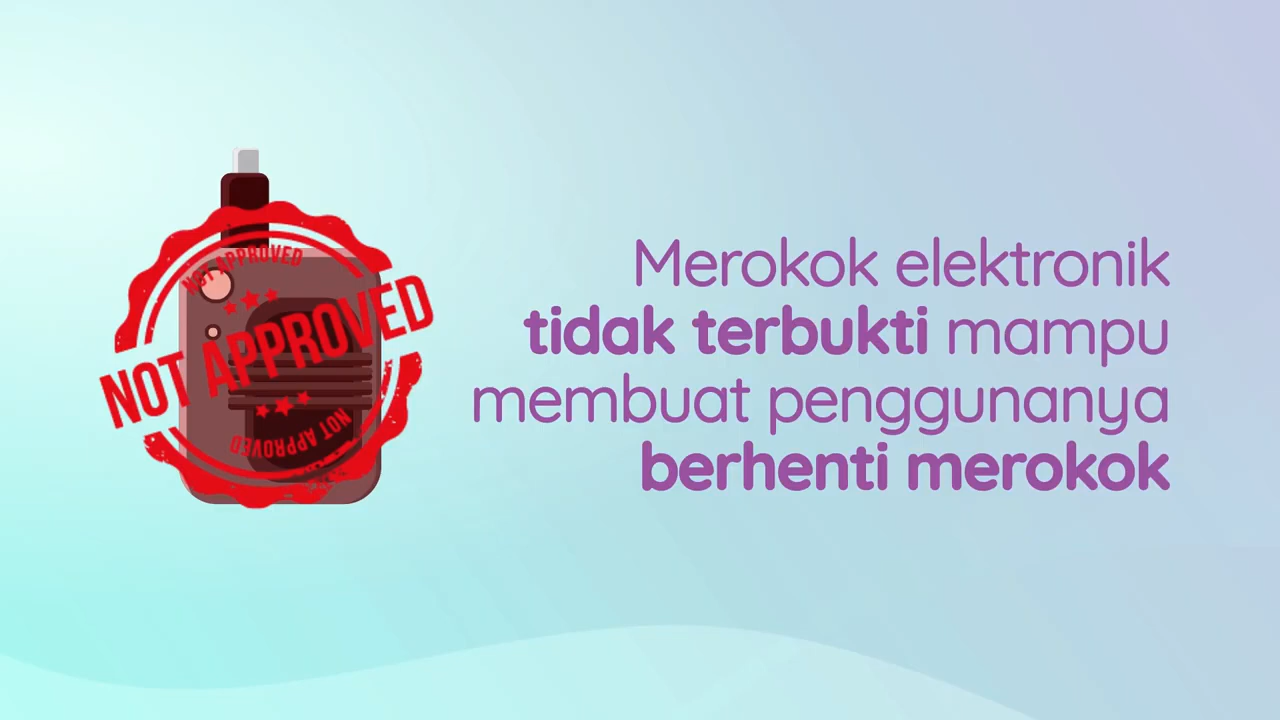 NOT APPROVED
NOT APPROVED
NOT APPROVED
Merokok elektronik
tidak terbukti mampu
membuat penggunanya
berhenti merokok